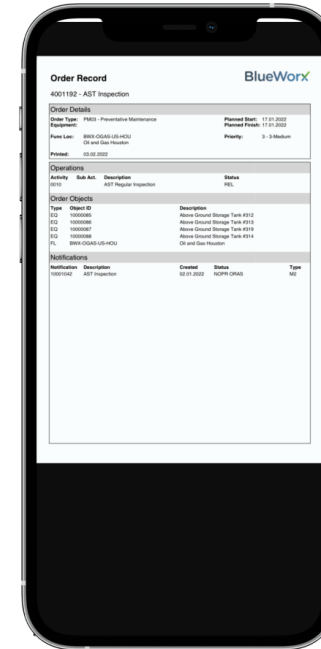 Order Record
BlueWorx
4001192 - AST Inspection
Order Details
Order Type: PM03 - Preventative Maintenance Planned Start: 17.01.2022
Equipment: Planned Finish: 17.01.2022
Func Loc: BWX-OGAS-US-HOU Priority: 3 - 3-Medium
Oil and Gas Houston
Printed: 03.02.2022
Operations
Activity Sub Act. Description Status
0010 AST Regular Inspection REL
Order Objects
Type Object ID Description
EQ 10000085 Above Ground Storage Tank #312
EQ 10000086 Above Ground Storage Tank #313
EQ 10000087 Above Ground Storage Tank #319
EQ 10000088 Above Ground Storage Tank #314
FL BWX-OGAS-US-HOU Oil and Gas Houston
Notifications
Notification Description Created Status Type
10001042 AST Inspection 02.01.2022 NOPR ORAS M2